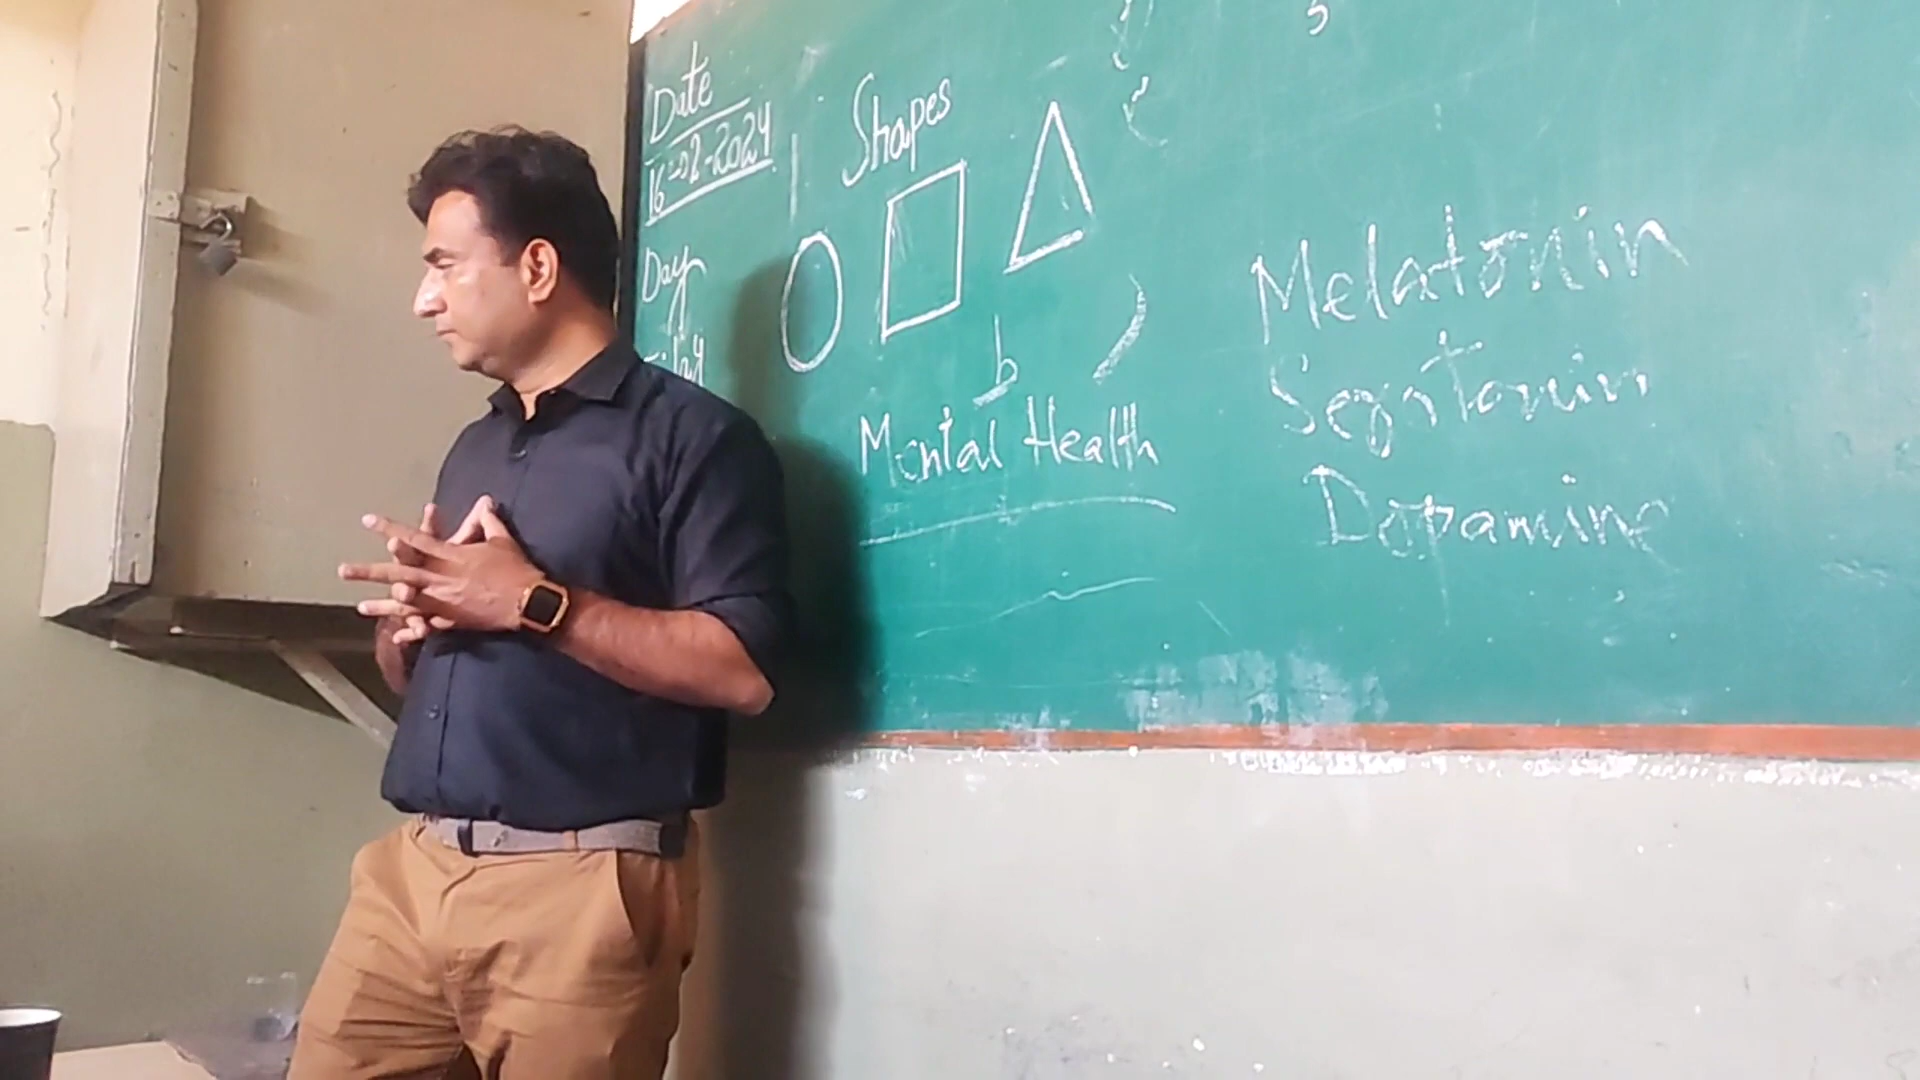 Date
16-02-2024
Day
Shapes
b
Mental Health
Melatonin
Serotonin
Dopamine